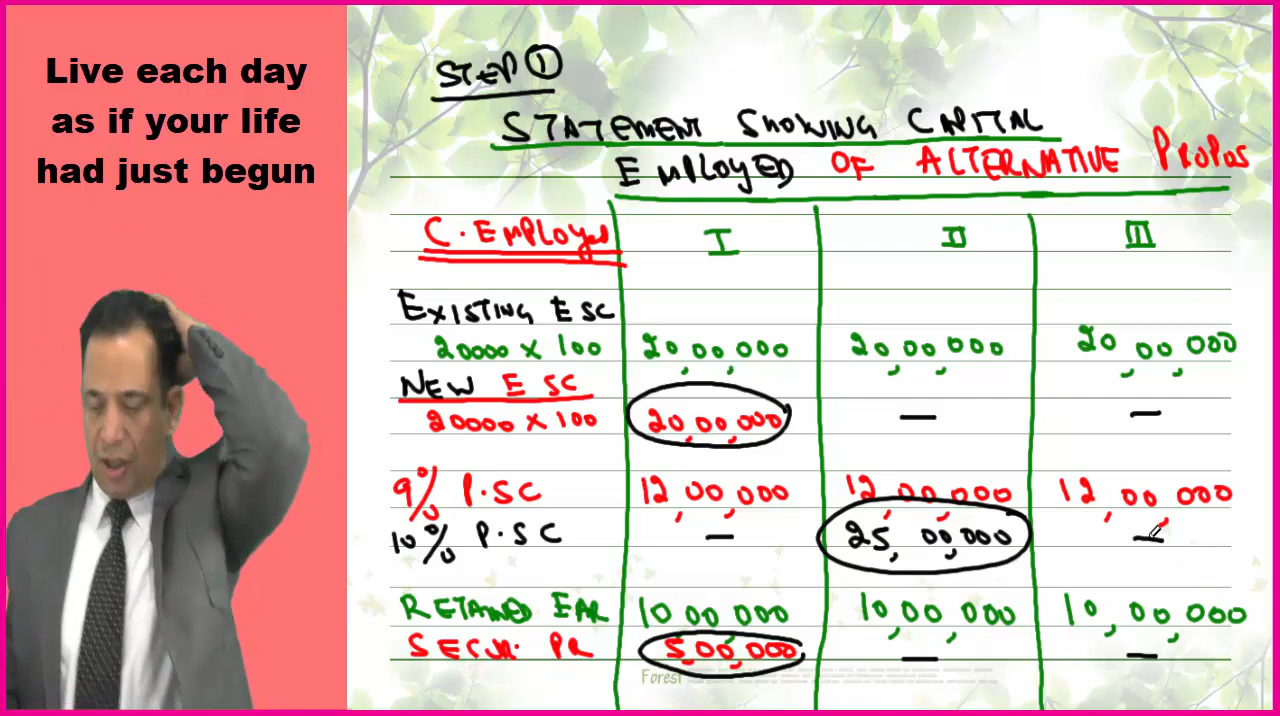 Live each day
as if your life
had just begun
STEP ①
STATEMENT SHOWING CAPITAL
EMPLOYED OF ALTERNATIVE PROPOS
C. EMPLOYED I II III
EXISTING ESC
20000 X 100 20,00,000 20,00,000 20,00,000
NEW ESC
20000 X 100 20,00,000 — —
9% P.SC 12,00,000 12,00,000 12,00,000
10% P.SC — 25,00,000 —
RETAINED EAR 10,00,000 10,00,000 10,00,000
SECUR. PR 5,00,000 — —
Forest